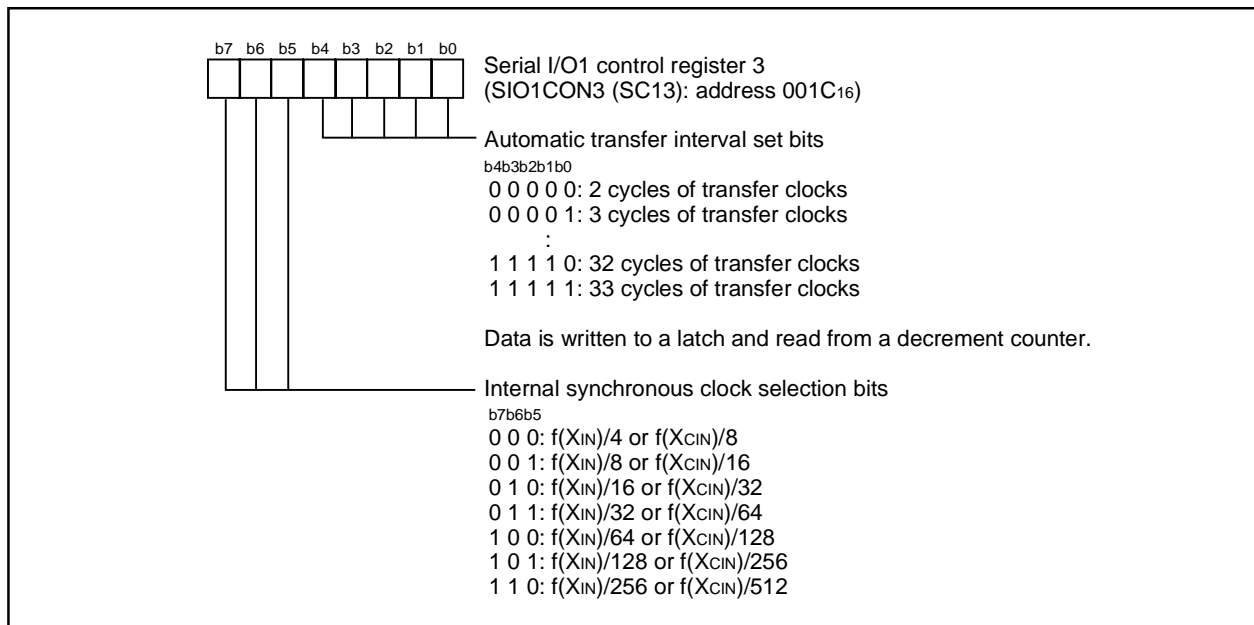 b7 b6 b5 b4 b3 b2 b1 b0
Serial I/O1 control register 3
(SIO1CON3 (SC13): address 001C16)
Automatic transfer interval set bits
b4b3b2b1b0
0 0 0 0 0: 2 cycles of transfer clocks
0 0 0 0 1: 3 cycles of transfer clocks
:
1 1 1 1 0: 32 cycles of transfer clocks
1 1 1 1 1: 33 cycles of transfer clocks
Data is written to a latch and read from a decrement counter.
Internal synchronous clock selection bits
b7b6b5
0 0 0: f(XIN)/4 or f(XCIN)/8
0 0 1: f(XIN)/8 or f(XCIN)/16
0 1 0: f(XIN)/16 or f(XCIN)/32
0 1 1: f(XIN)/32 or f(XCIN)/64
1 0 0: f(XIN)/64 or f(XCIN)/128
1 0 1: f(XIN)/128 or f(XCIN)/256
1 1 0: f(XIN)/256 or f(XCIN)/512